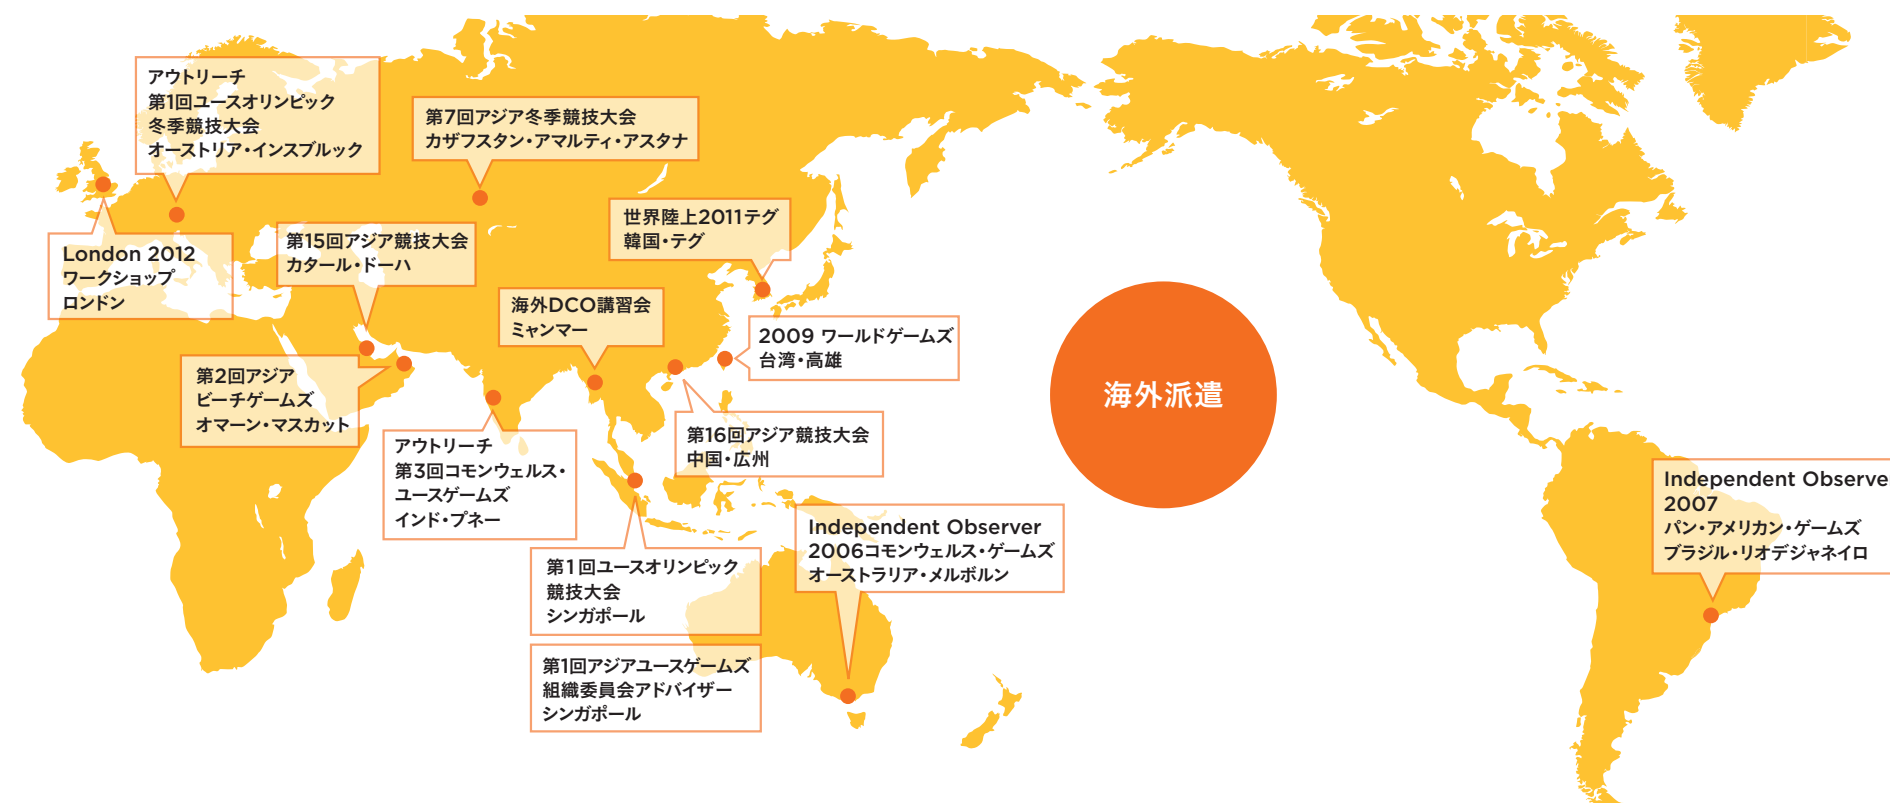 アウトリーチ
第1回ユースオリンピック
冬季競技大会
オーストリア・インスブルック
第7回アジア冬季競技大会
カザフスタン・アマルティ・アスタナ
世界陸上2011テグ
韓国・テグ
London 2012
ワークショップ
ロンドン
第15回アジア競技大会
カタール・ドーハ
海外DCO講習会
ミャンマー
2009 ワールドゲームズ
台湾・高雄
第2回アジア
ビーチゲームズ
オマーン・マスカット
海外派遣
アウトリーチ
第3回コモンウェルス・
ユースゲームズ
インド・プネー
第16回アジア競技大会
中国・広州
Independent Observe
2007
パン・アメリカン・ゲームズ
ブラジル・リオデジャネイロ
Independent Observer
2006コモンウェルス・ゲームズ
オーストラリア・メルボルン
第1回ユースオリンピック
競技大会
シンガポール
第1回アジアユースゲームズ
組織委員会アドバイザー
シンガポール